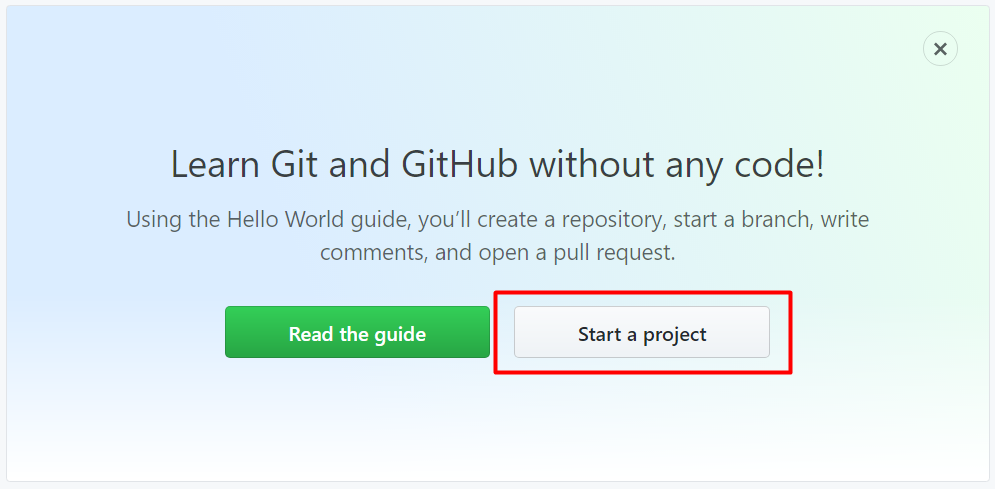 Learn Git and GitHub without any code!
Using the Hello World guide, you’ll create a repository, start a branch, write
comments, and open a pull request.
Read the guide
Start a project